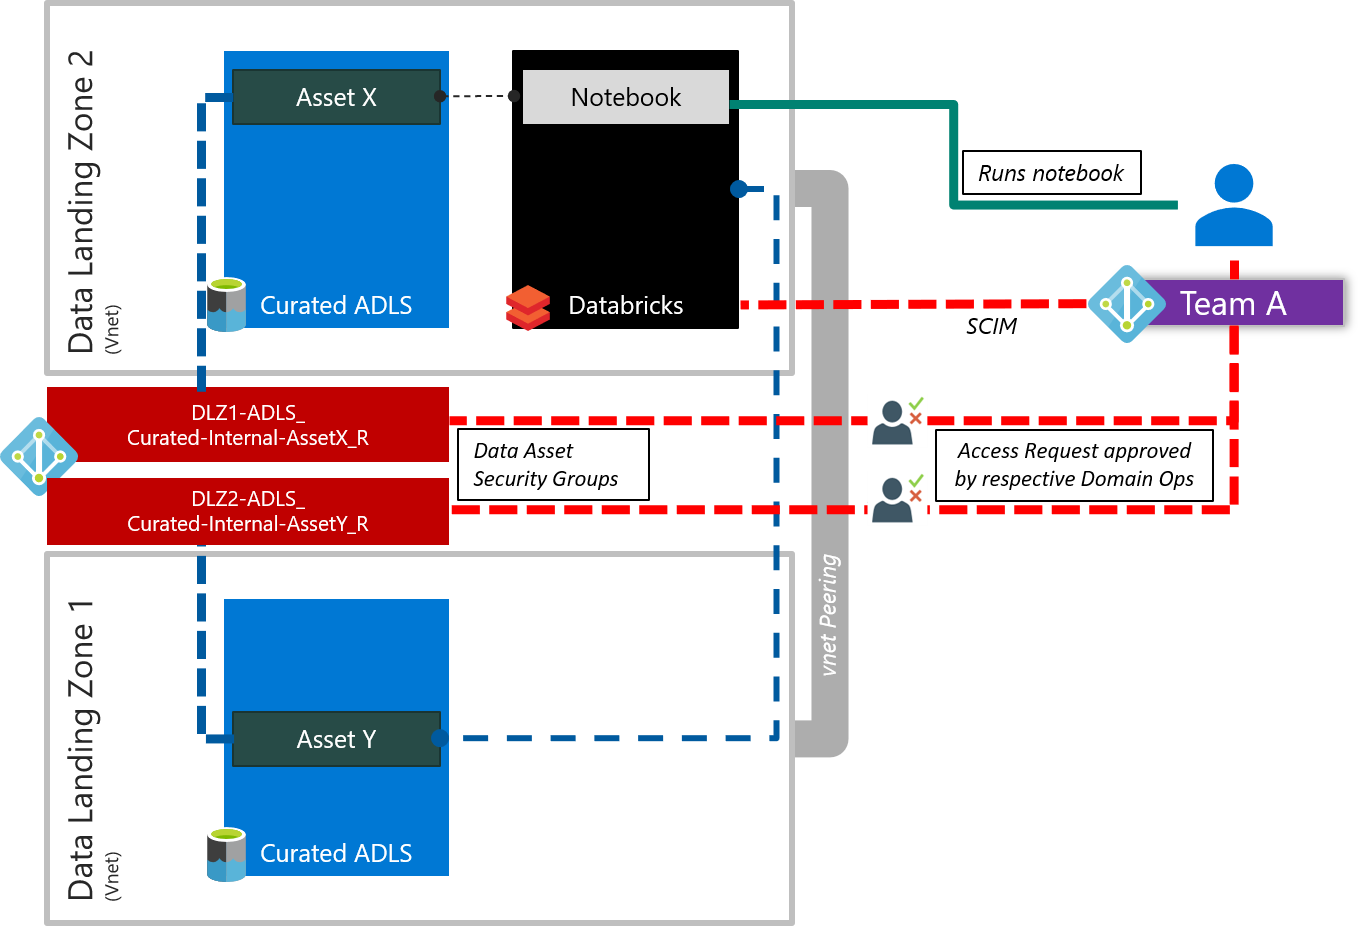 Data Landing Zone 2
(Vnet)
Asset X
Notebook
Curated ADLS
Databricks
Runs notebook
Team A
SCIM
DLZ1-ADLS_
Curated-Internal-AssetX_R
DLZ2-ADLS_
Curated-Internal-AssetY_R
Data Asset
Security Groups
Access Request approved
by respective Domain Ops
vnet Peering
Data Landing Zone 1
(Vnet)
Asset Y
Curated ADLS